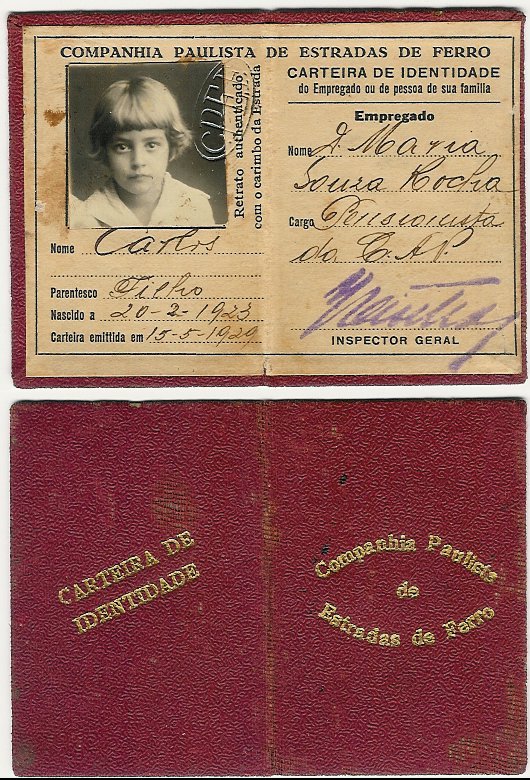 COMPANHIA PAULISTA DE ESTRADAS DE FERRO
Retrato authenticado
com o carimbo da Estrada
Nome Carlos
Parentesco Filho
Nascido a 20-2-1923
Carteira emittida em 15-5-1929
CARTEIRA DE IDENTIDADE
do Empregado ou de pessoa de sua familia
Empregado
Nome D. Maria
Souza Rocha
Cargo Pensionista
da C. A. P.
INSPECTOR GERAL
CARTEIRA DE
IDENTIDADE
Companhia Paulista
de
Estradas de Ferro